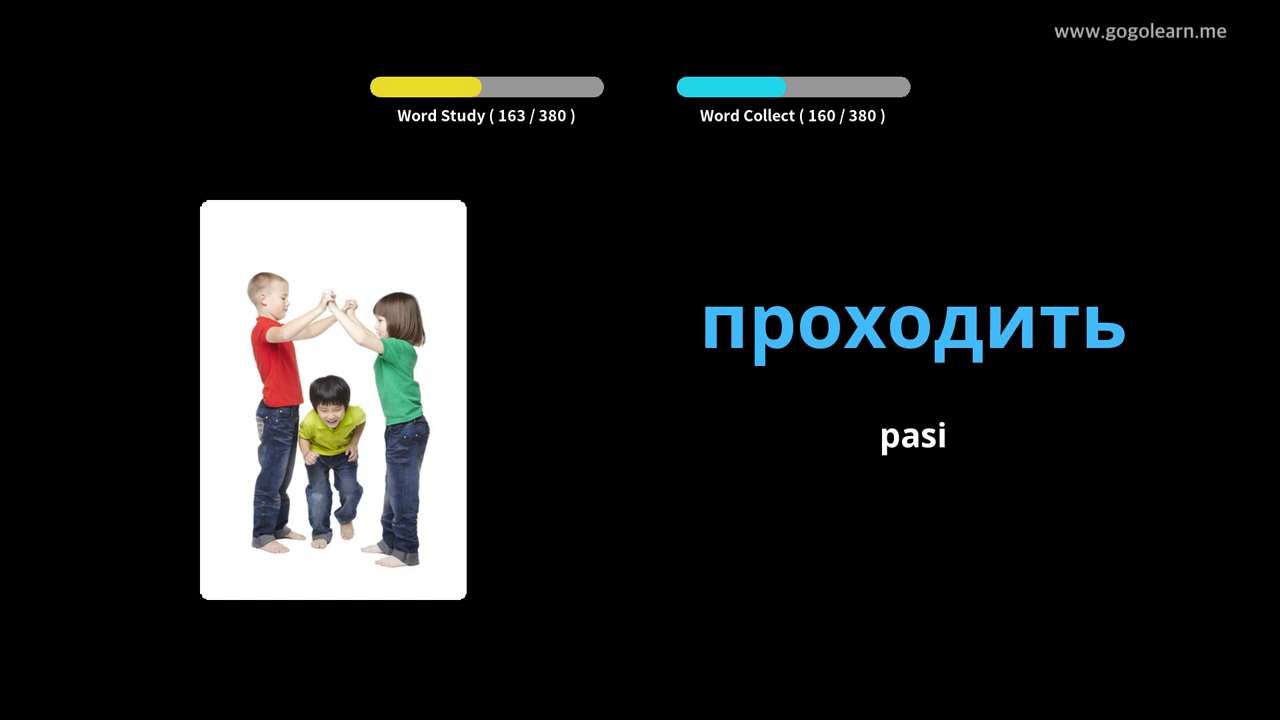 www.gogolearn.me
Word Study ( 163 / 380 )
Word Collect ( 160 / 380 )
проходить
pasi